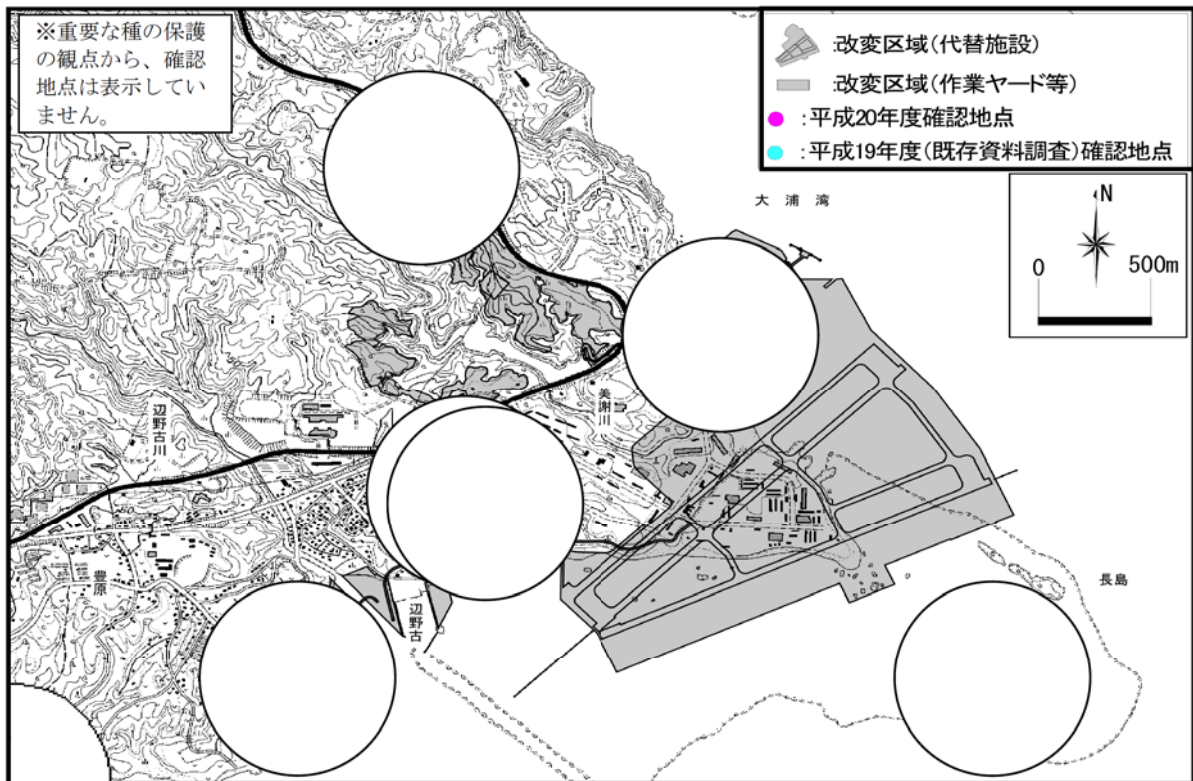 ※重要な種の保護
の観点から、確認
地点は表示してい
ません。
:改変区域(代替施設)
:改変区域(作業ヤード等)
:平成20年度確認地点
:平成19年度(既存資料調査)確認地点
大浦湾
N
0 500m
美謝川
辺野古川
豊原
辺野古
長島